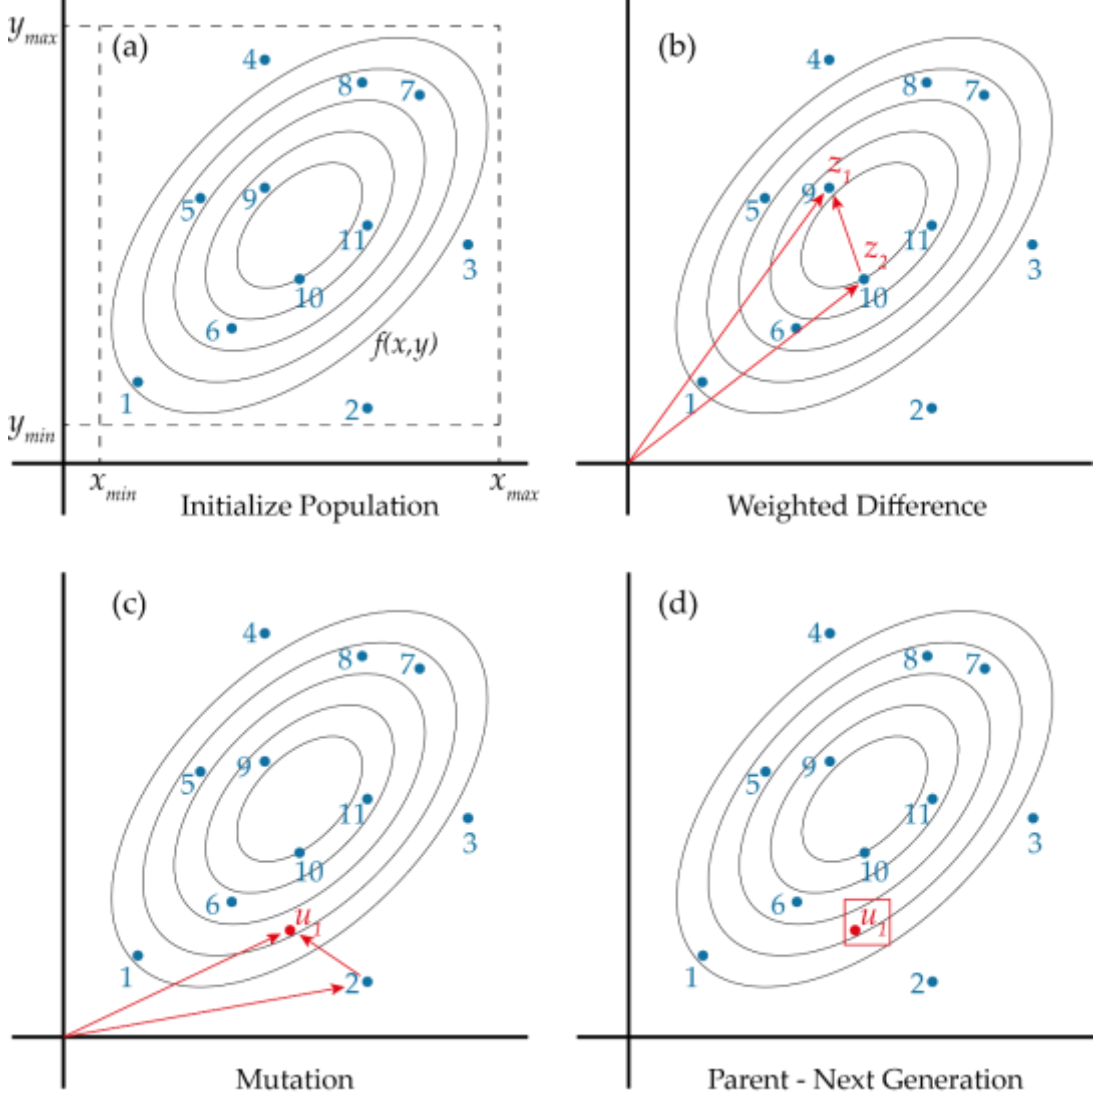 y_max
(a)
4
8
7
5
9
11
3
10
6
f(x,y)
1
2
y_min
x_min
x_max
Initialize Population
(b)
4
8
7
z_1
5
9
11
z_2
3
10
6
1
2
Weighted Difference
(c)
4
8
7
5
9
11
3
10
6
u_1
1
2
Mutation
(d)
4
8
7
5
9
11
3
10
6
u_1
1
2
Parent - Next Generation